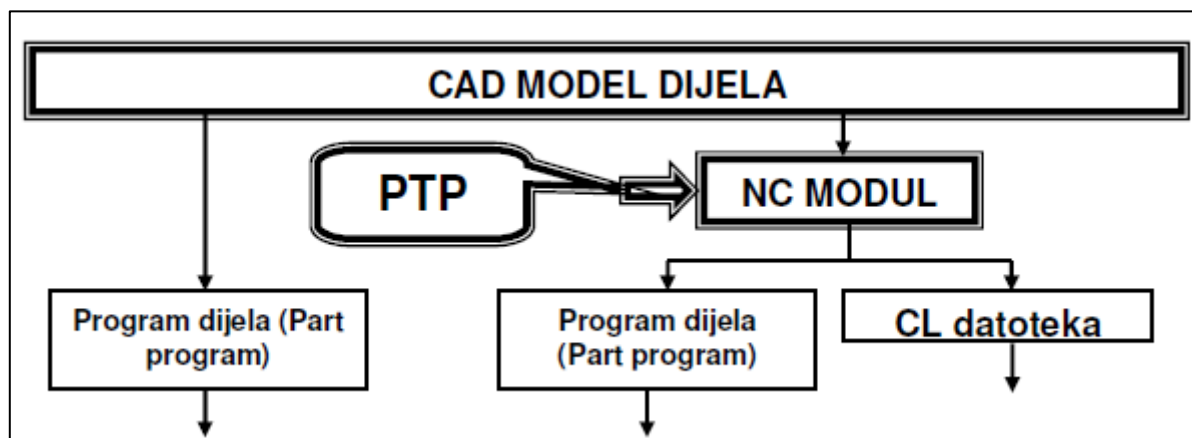 CAD MODEL DIJELA
PTP
NC MODUL
Program dijela (Part
program)
Program dijela
(Part program)
CL datoteka